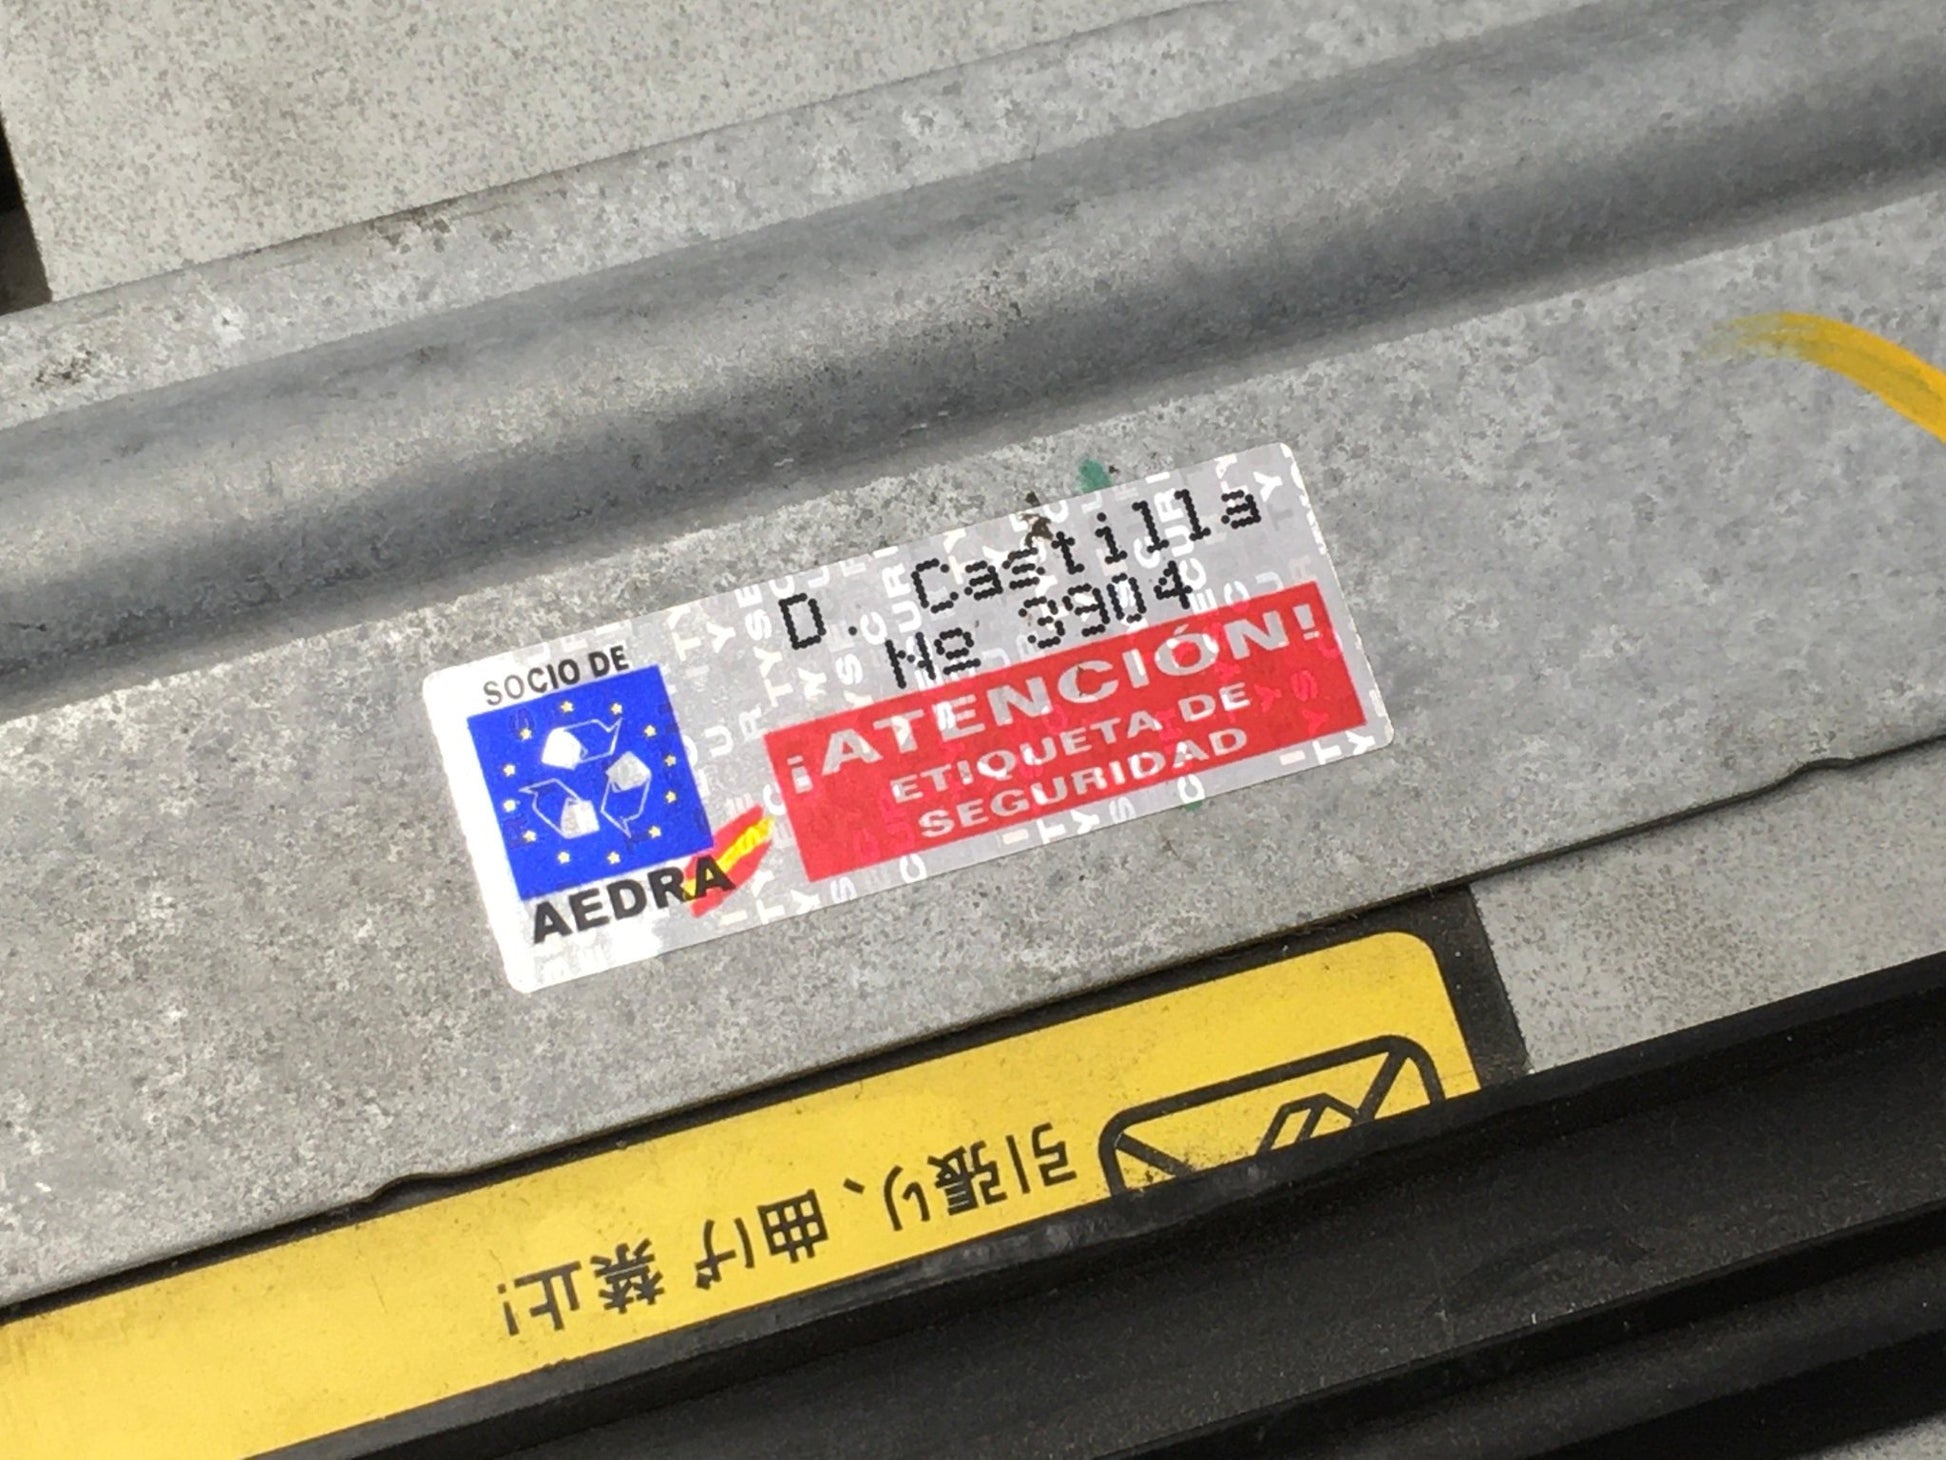 D. Castilla
Nº 3904
SOCIO DE
AEDRA
¡ATENCIÓN!
ETIQUETA DE
SEGURIDAD
引張り、曲げ禁止!